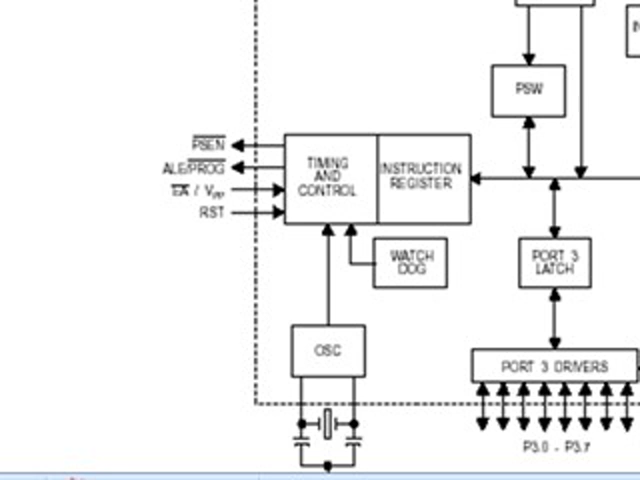 PSW
PSEN
ALE/PROG
EA / VPP
RST
TIMING
AND
CONTROL
INSTRUCTION
REGISTER
WATCH
DOG
PORT 3
LATCH
OSC
PORT 3 DRIVERS
P3.0 - P3.7